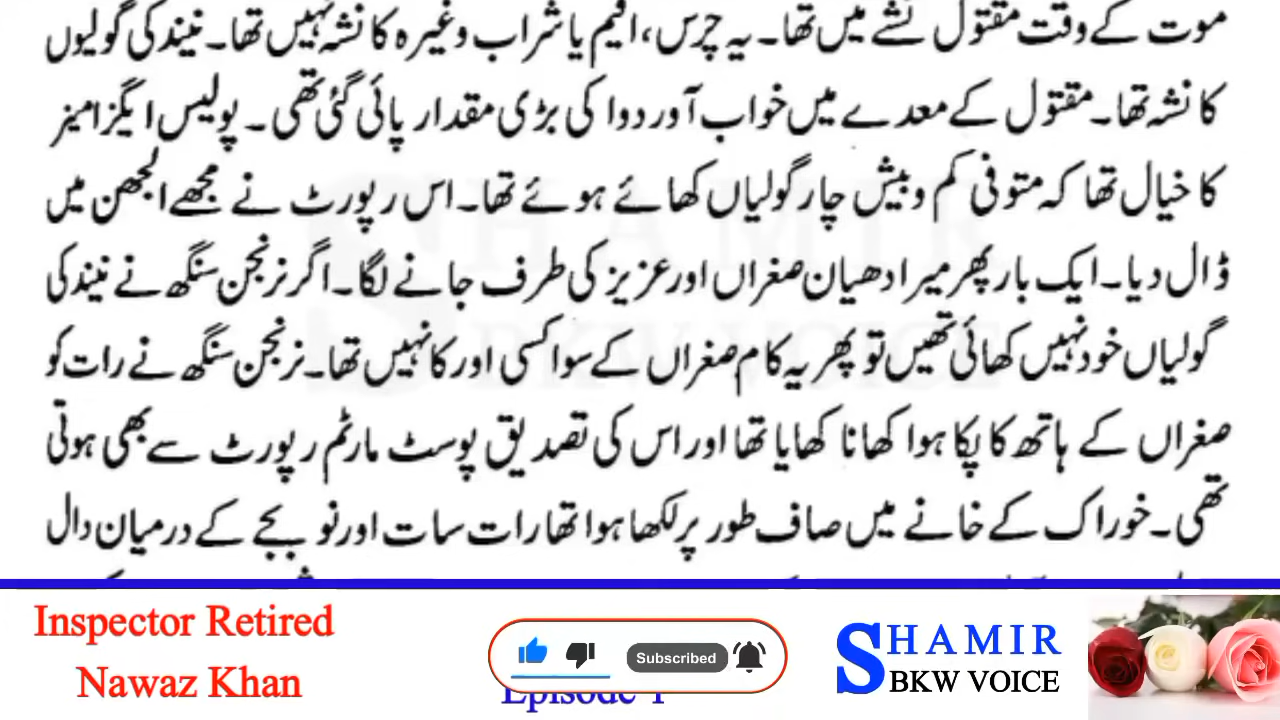 موت کے وقت مقتول نشے میں تھا۔ یہ چرس، افیم یا شراب وغیرہ کا نشہ نہیں تھا۔ نیند کی گولیوں
کا نشہ تھا۔ مقتول کے معدے میں خواب آور دوا کی بڑی مقدار پائی گئی تھی۔ پولیس ایگزامینر
کا خیال تھا کہ متوفی کم و بیش چار گولیاں کھائے ہوئے تھا۔ اس رپورٹ نے مجھے الجھن میں
ڈال دیا۔ ایک بار پھر میرا دھیان صغراں اور عزیز کی طرف جانے لگا۔ اگر نرنجن سنگھ نے نیند کی
گولیاں خود نہیں کھائی تھیں تو پھر یہ کام صغراں کے سوا کسی اور کا نہیں تھا۔ نرنجن سنگھ نے رات کو
صغراں کے ہاتھ کا پکا ہوا کھانا کھایا تھا اور اس کی تصدیق پوسٹ مارٹم رپورٹ سے بھی ہوتی
تھی۔ خوراک کے خانے میں صاف طور پر لکھا ہوا تھا رات سات اور نو بجے کے درمیان دال
Inspector Retired
Nawaz Khan
Subscribed
Episode 1
SHAMIR
BKW VOICE